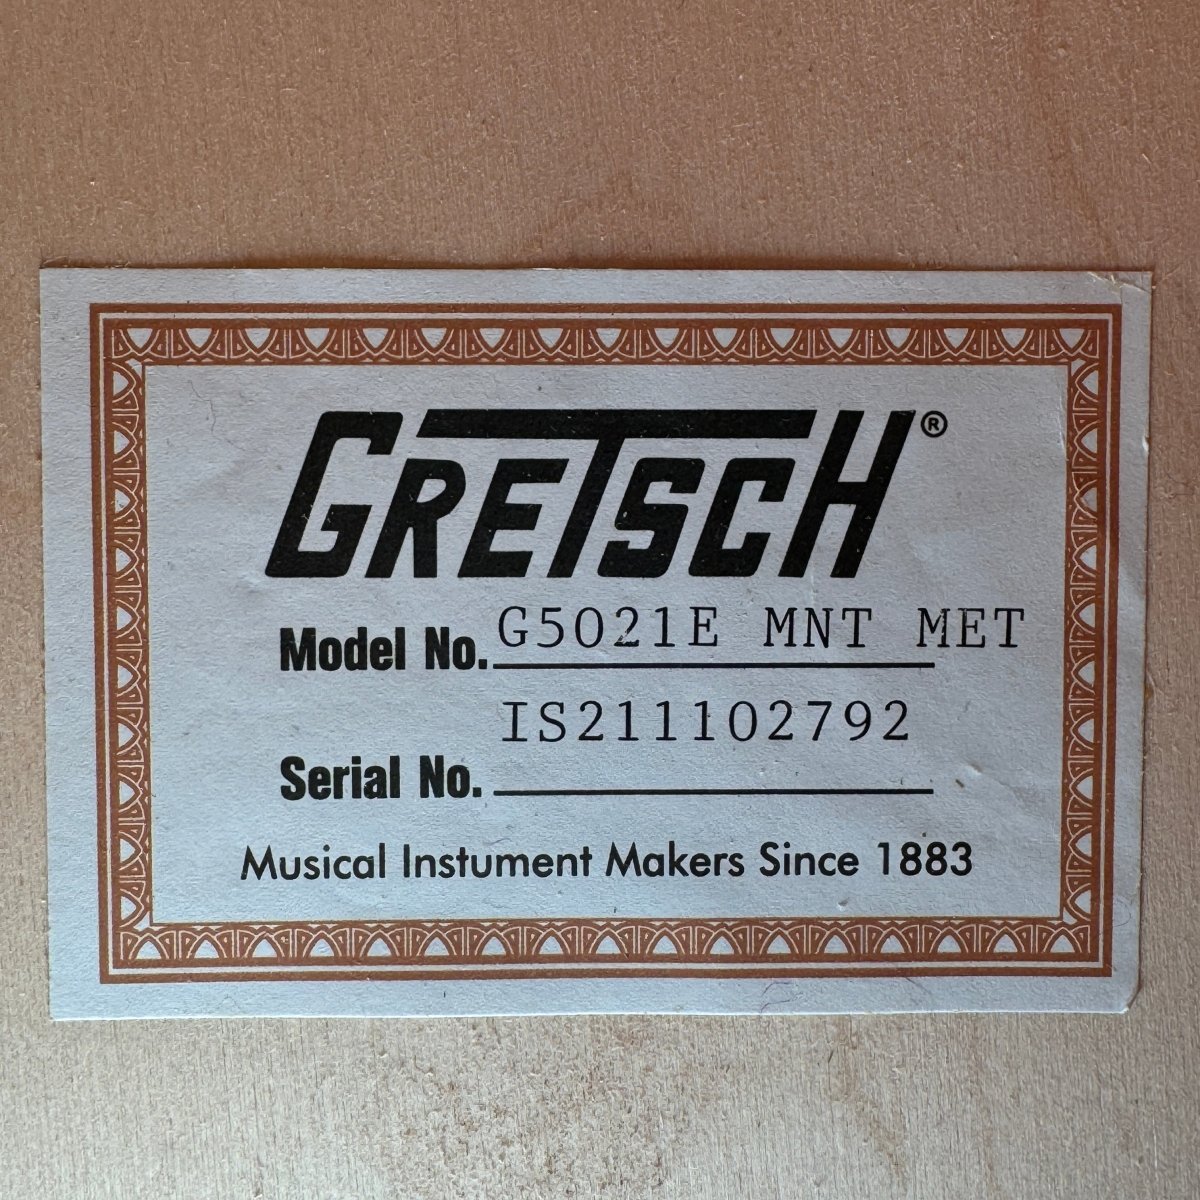 GRETSCH®
Model No. G5021E MNT MET
IS211102792
Serial No.
Musical Instument Makers Since 1883